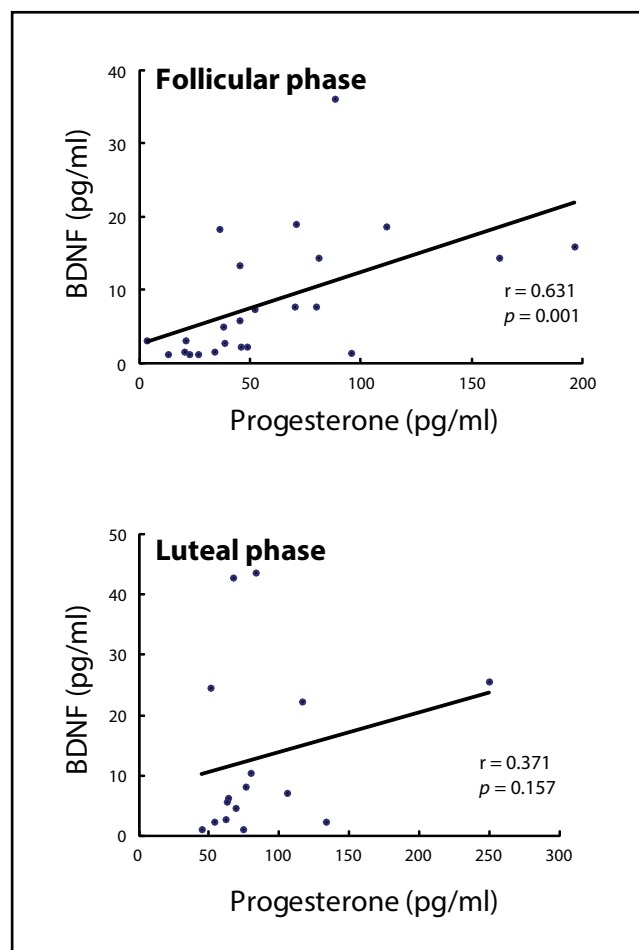 Follicular phase
40
30
20
10
0
BDNF (pg/ml)
r = 0.631
p = 0.001
0 50 100 150 200
Progesterone (pg/ml)
Luteal phase
50
40
30
20
10
0
BDNF (pg/ml)
r = 0.371
p = 0.157
0 50 100 150 200 250 300
Progesterone (pg/ml)